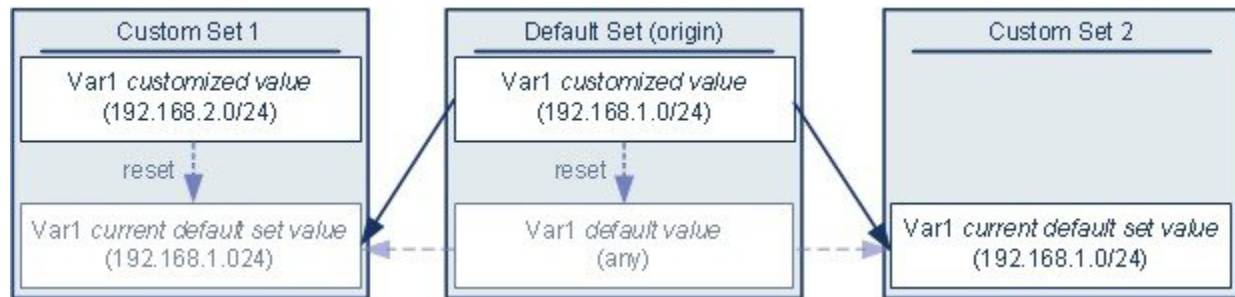 Custom Set 1
Var1 customized value
(192.168.2.0/24)
reset
Var1 current default set value
(192.168.1.024)
Default Set (origin)
Var1 customized value
(192.168.1.0/24)
reset
Var1 default value
(any)
Custom Set 2
Var1 current default set value
(192.168.1.0/24)